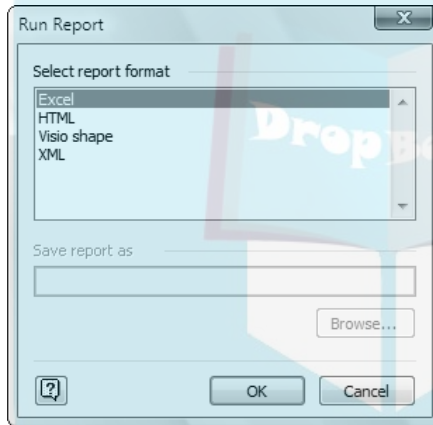 Run Report
Select report format
Excel
HTML
Visio shape
XML
Save report as
Browse...
OK
Cancel